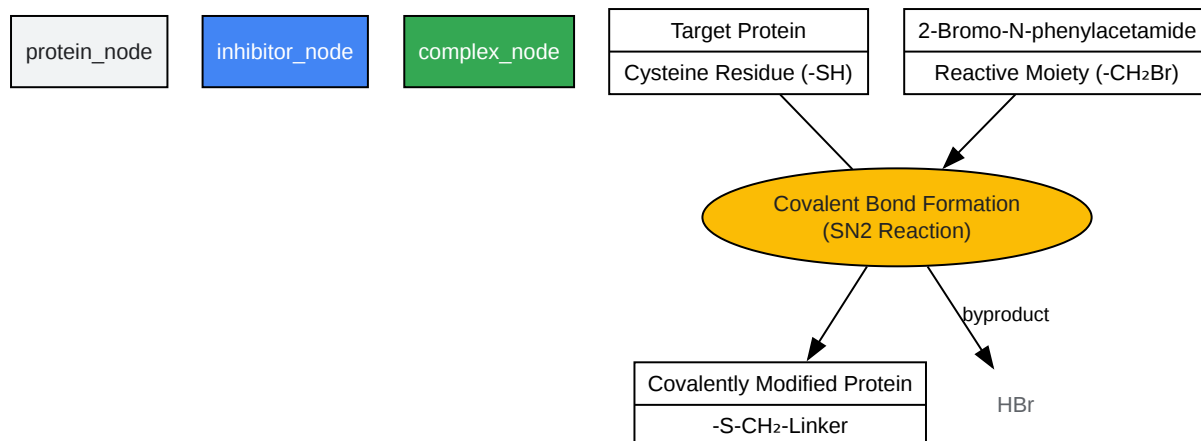 protein_node
inhibitor_node
complex_node
Target Protein
Cysteine Residue (-SH)
2-Bromo-N-phenylacetamide
Reactive Moiety (-CH₂Br)
Covalent Bond Formation
(SN2 Reaction)
byproduct
Covalently Modified Protein
-S-CH₂-Linker
HBr